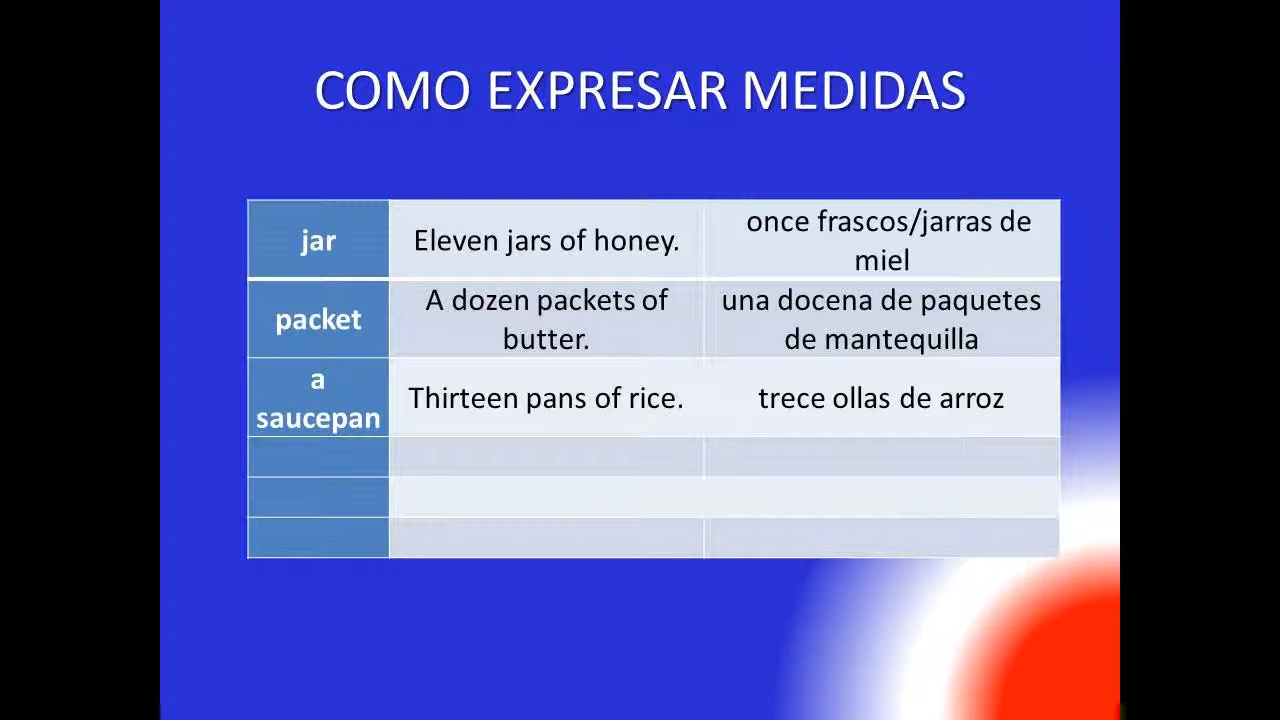 COMO EXPRESAR MEDIDAS
jar
Eleven jars of honey.
once frascos/jarras de
miel
packet
A dozen packets of
butter.
una docena de paquetes
de mantequilla
a
saucepan
Thirteen pans of rice.
trece ollas de arroz